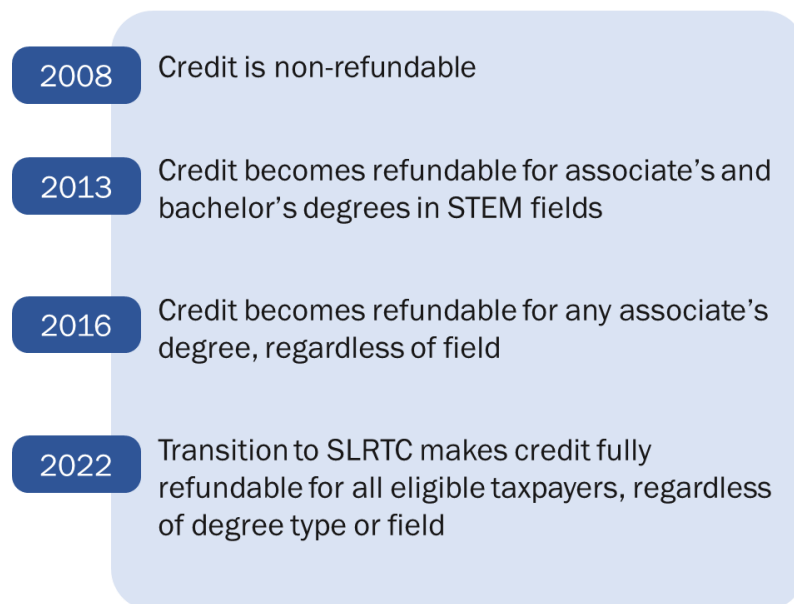 2008
Credit is non-refundable
2013
Credit becomes refundable for associate’s and
bachelor’s degrees in STEM fields
2016
Credit becomes refundable for any associate’s
degree, regardless of field
2022
Transition to SLRTC makes credit fully
refundable for all eligible taxpayers, regardless
of degree type or field